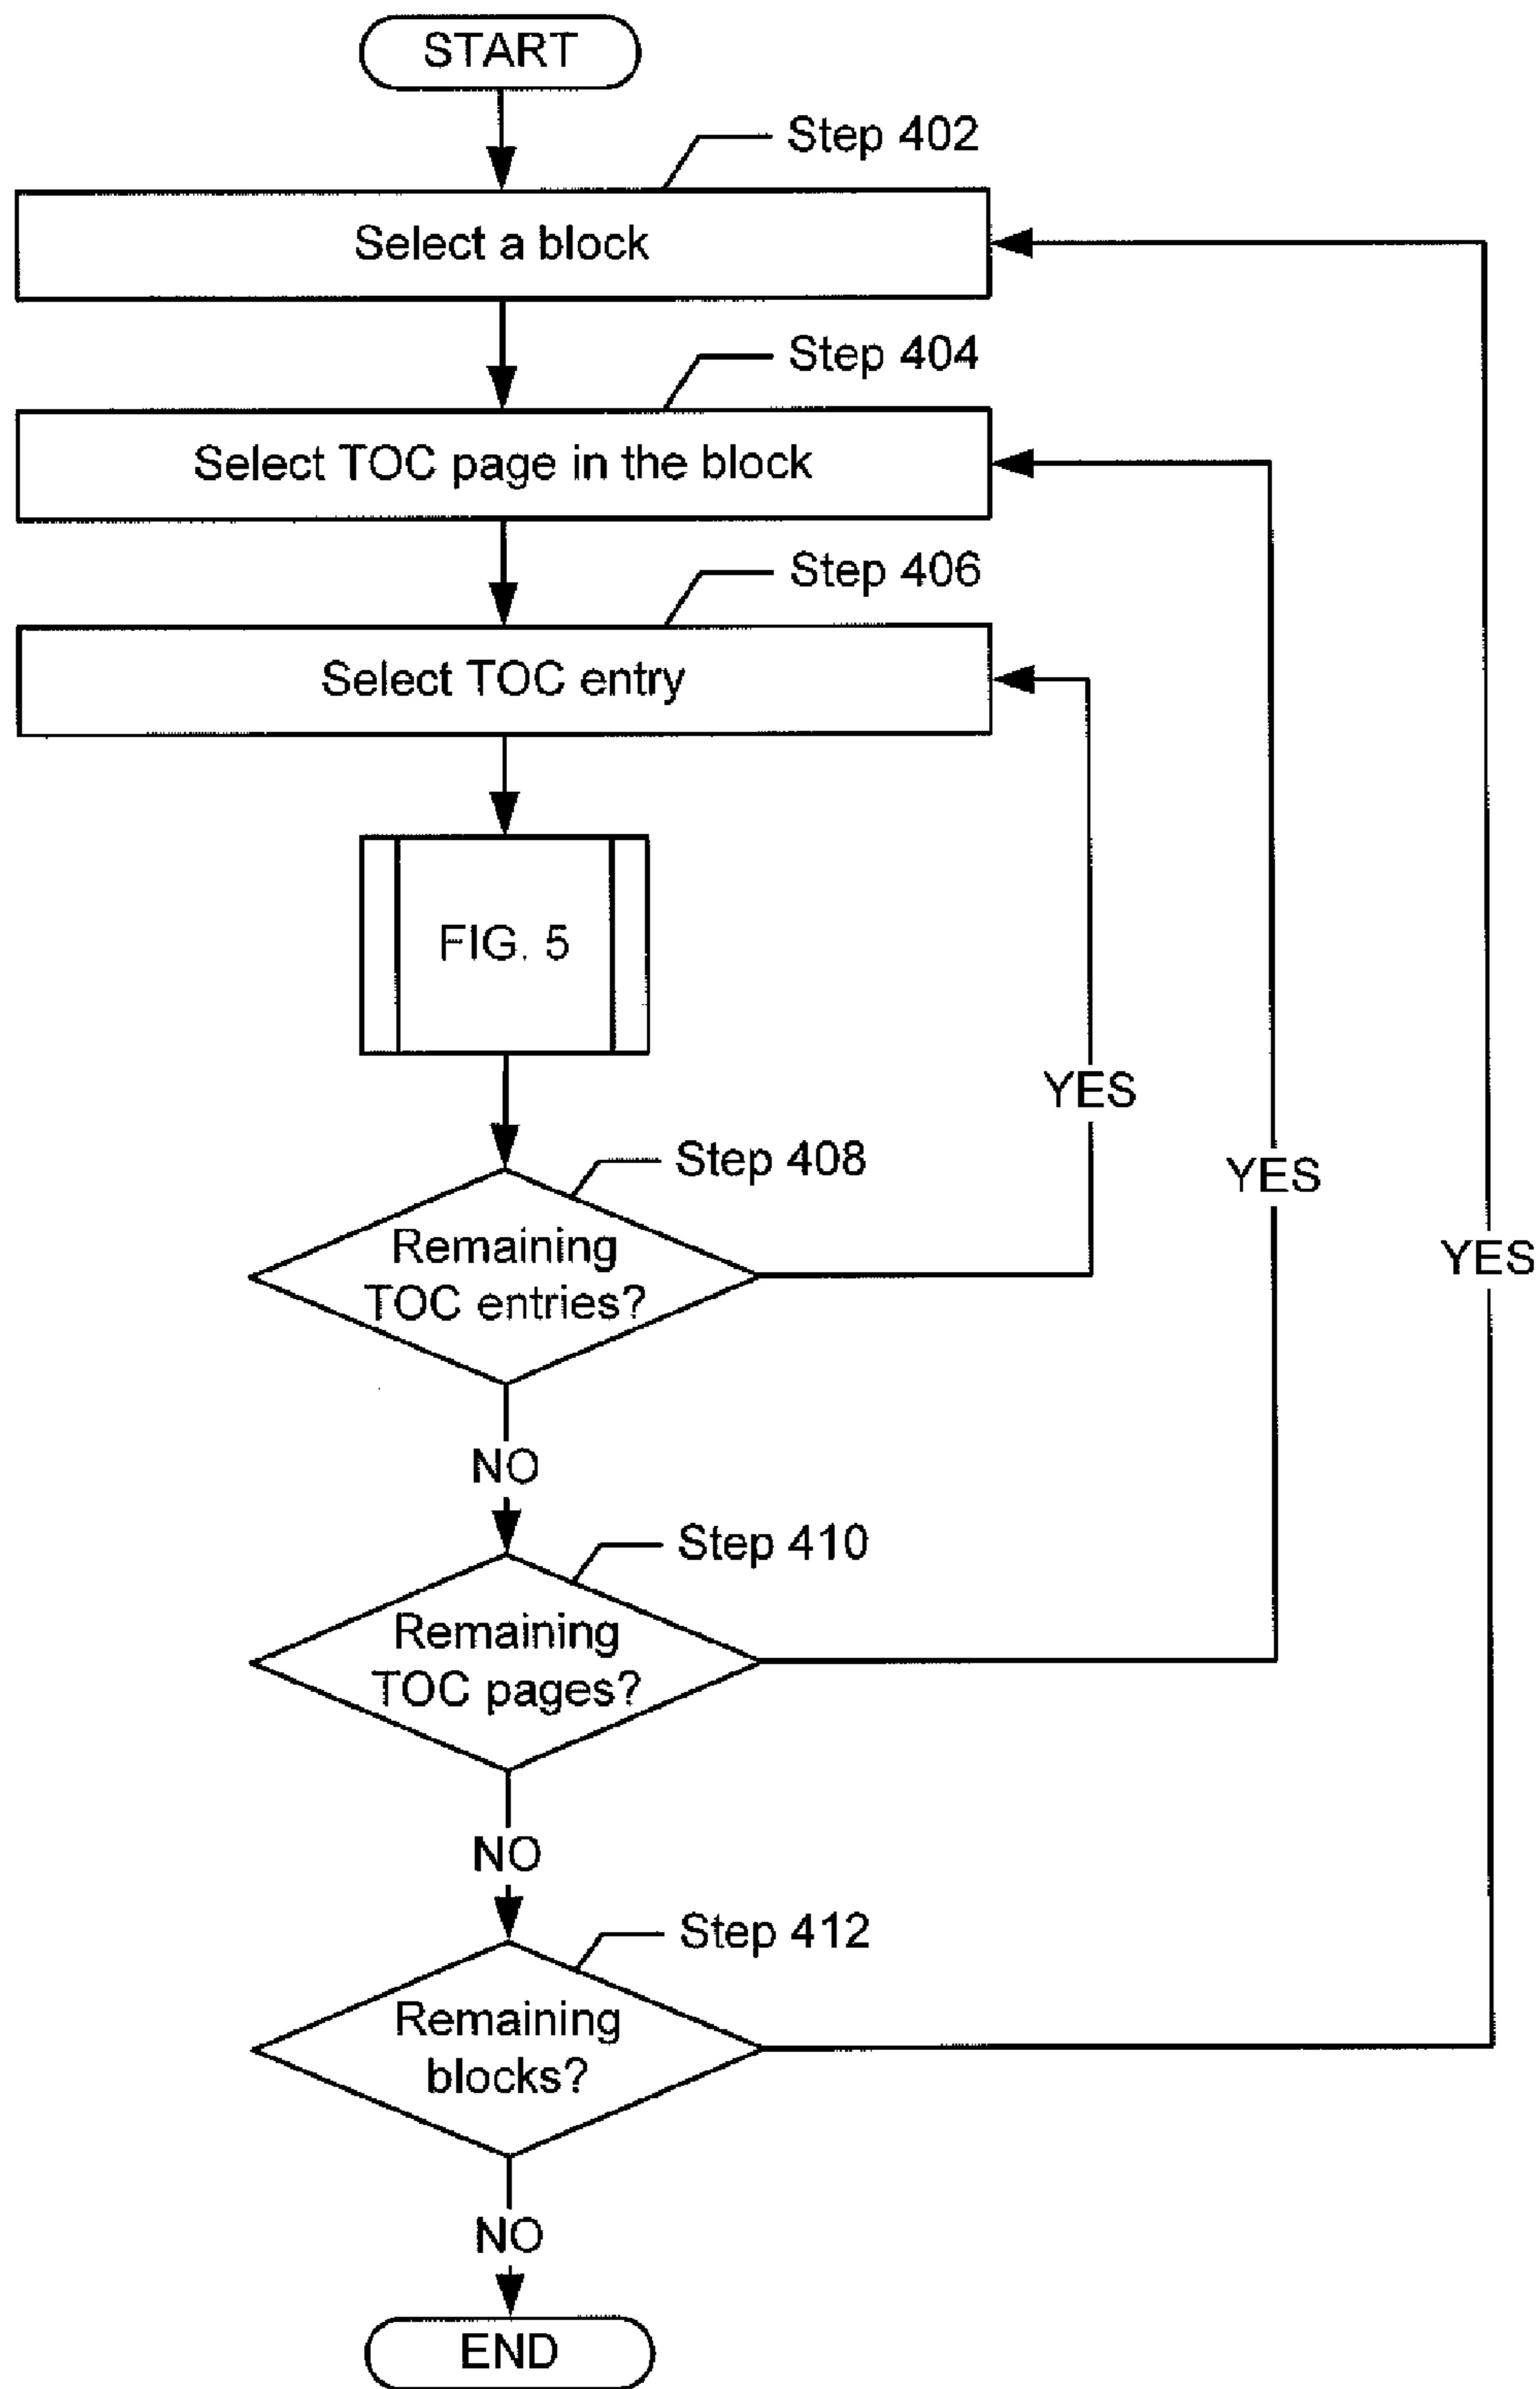 START
Step 402
Select a block
Step 404
Select TOC page in the block
Step 406
Select TOC entry
FIG. 5
YES
Step 408
YES
Remaining
TOC entries?
YES
NO
Step 410
Remaining
TOC pages?
NO
Step 412
Remaining
blocks?
NO
END